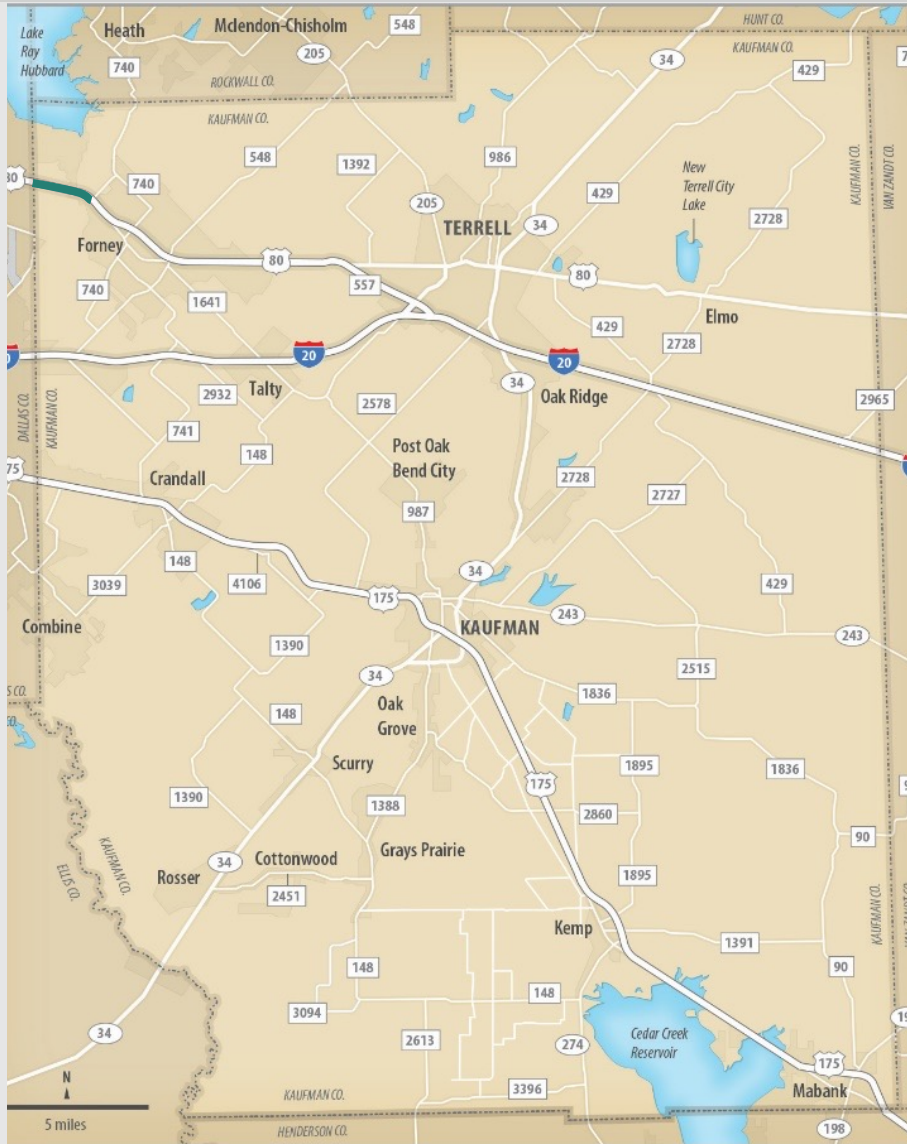 HUNT CO.
Lake
Ray
Hubbard
Heath
Mclendon-Chisholm
548
205
34
KAUFMAN CO.
740
429
ROCKWALL CO.
KAUFMAN CO.
548
1392
986
New
Terrell City
Lake
KAUFMAN CO.
VAN ZANDT CO.
80
740
429
205
2728
TERRELL
34
Forney
80
80
557
740
1641
Elmo
429
2728
20
20
DALLAS CO.
KAUFMAN CO.
Talty
34
Oak Ridge
2932
2578
2965
741
148
Post Oak
Bend City
75
Crandall
2728
2727
987
148
34
4106
3039
429
175
243
Combine
KAUFMAN
243
1390
34
2515
S CO.
CO.
1836
148
Oak
Grove
Scurry
1895
1836
175
1390
1388
2860
90
KAUFMAN CO.
ELLIS CO.
34
Cottonwood
Grays Prairie
Rosser
2451
1895
KAUFMAN CO.
Kemp
1391
148
90
148
3094
34
2613
274
Cedar Creek
Reservoir
19
175
N
KAUFMAN CO.
3396
Mabank
5 miles
HENDERSON CO.
198